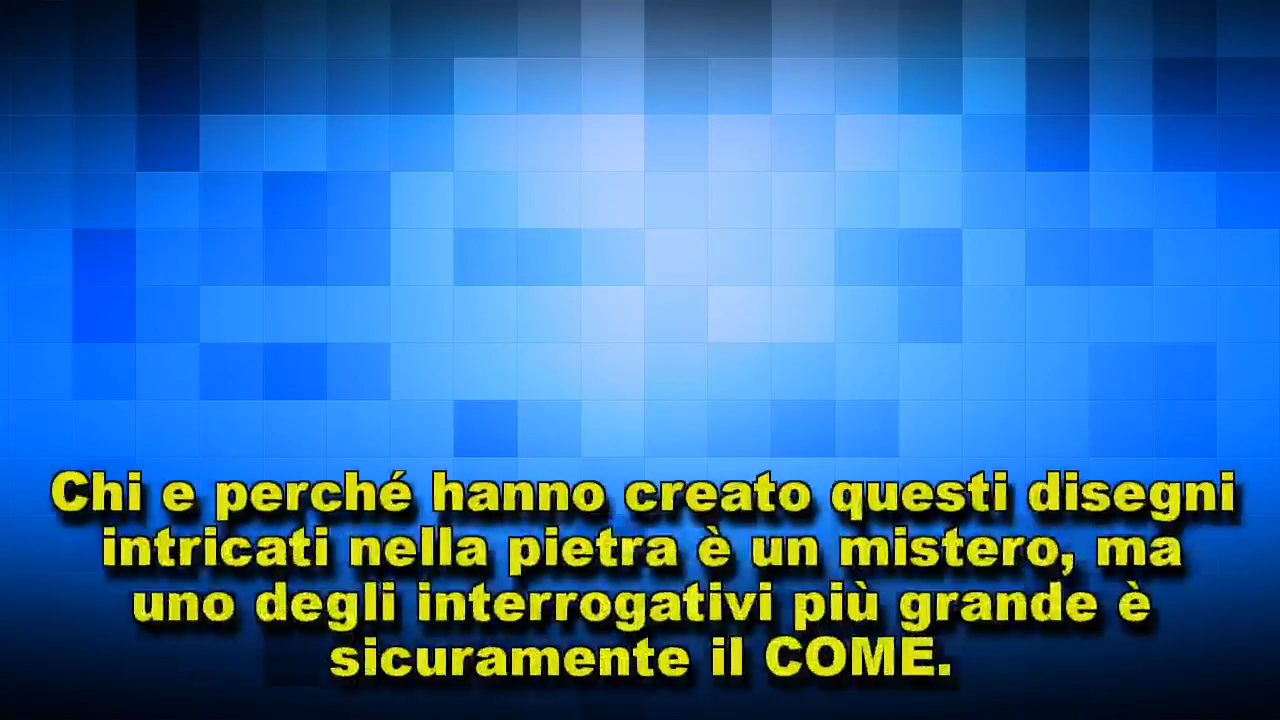 Chi e perché hanno creato questi disegni
intricati nella pietra è un mistero, ma
uno degli interrogativi più grande è
sicuramente il COME.